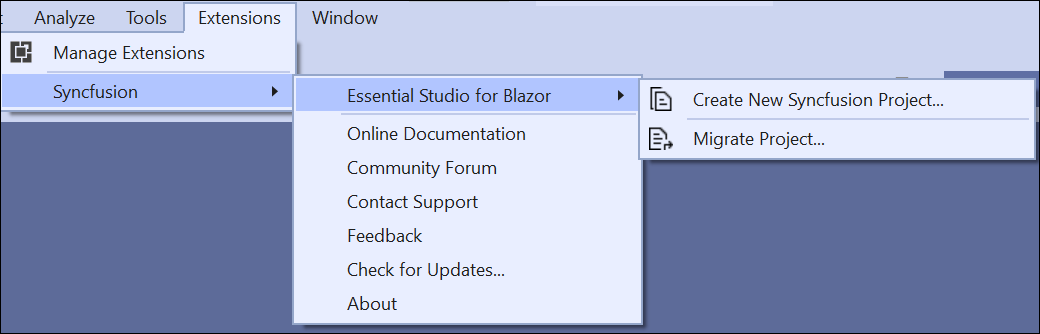 Analyze Tools Extensions Window
Manage Extensions
Syncfusion
Essential Studio for Blazor
Create New Syncfusion Project...
Migrate Project...
Online Documentation
Community Forum
Contact Support
Feedback
Check for Updates...
About